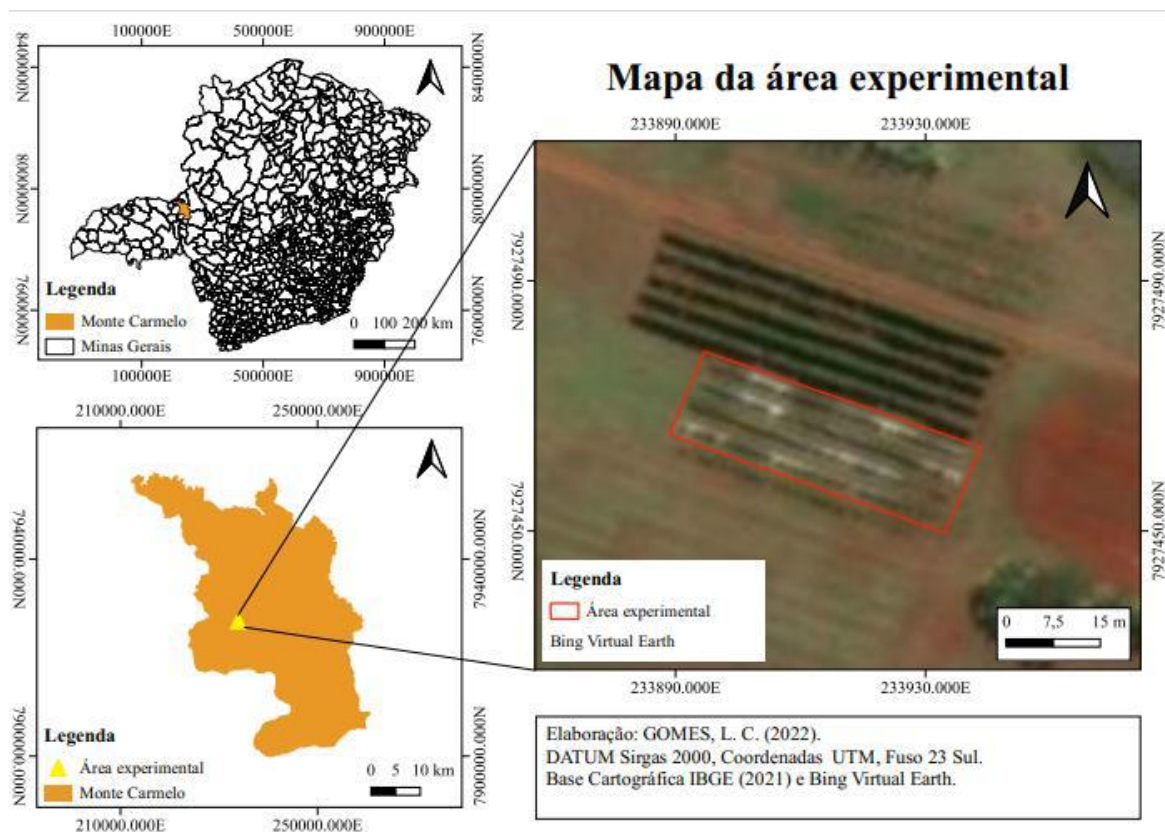 Mapa da área experimental
100000E 500000E 900000E
8400000N 8400000N
8000000N 8000000N
7600000N 7600000N
Legenda
Monte Carmelo
Minas Gerais
0 100 200 km
100000E 500000E 900000E
210000.000E 250000.000E
7940000.000N 7940000.000N
7900000.000N 7900000.000N
Legenda
Área experimental
Monte Carmelo
0 5 10 km
210000.000E 250000.000E
233890.000E 233930.000E
7927490.000N 7927490.000N
7927450.000N 7927450.000N
Legenda
Área experimental
Bing Virtual Earth
0 7,5 15 m
233890.000E 233930.000E
Elaboração: GOMES, L. C. (2022).
DATUM Sirgas 2000, Coordenadas UTM, Fuso 23 Sul.
Base Cartográfica IBGE (2021) e Bing Virtual Earth.